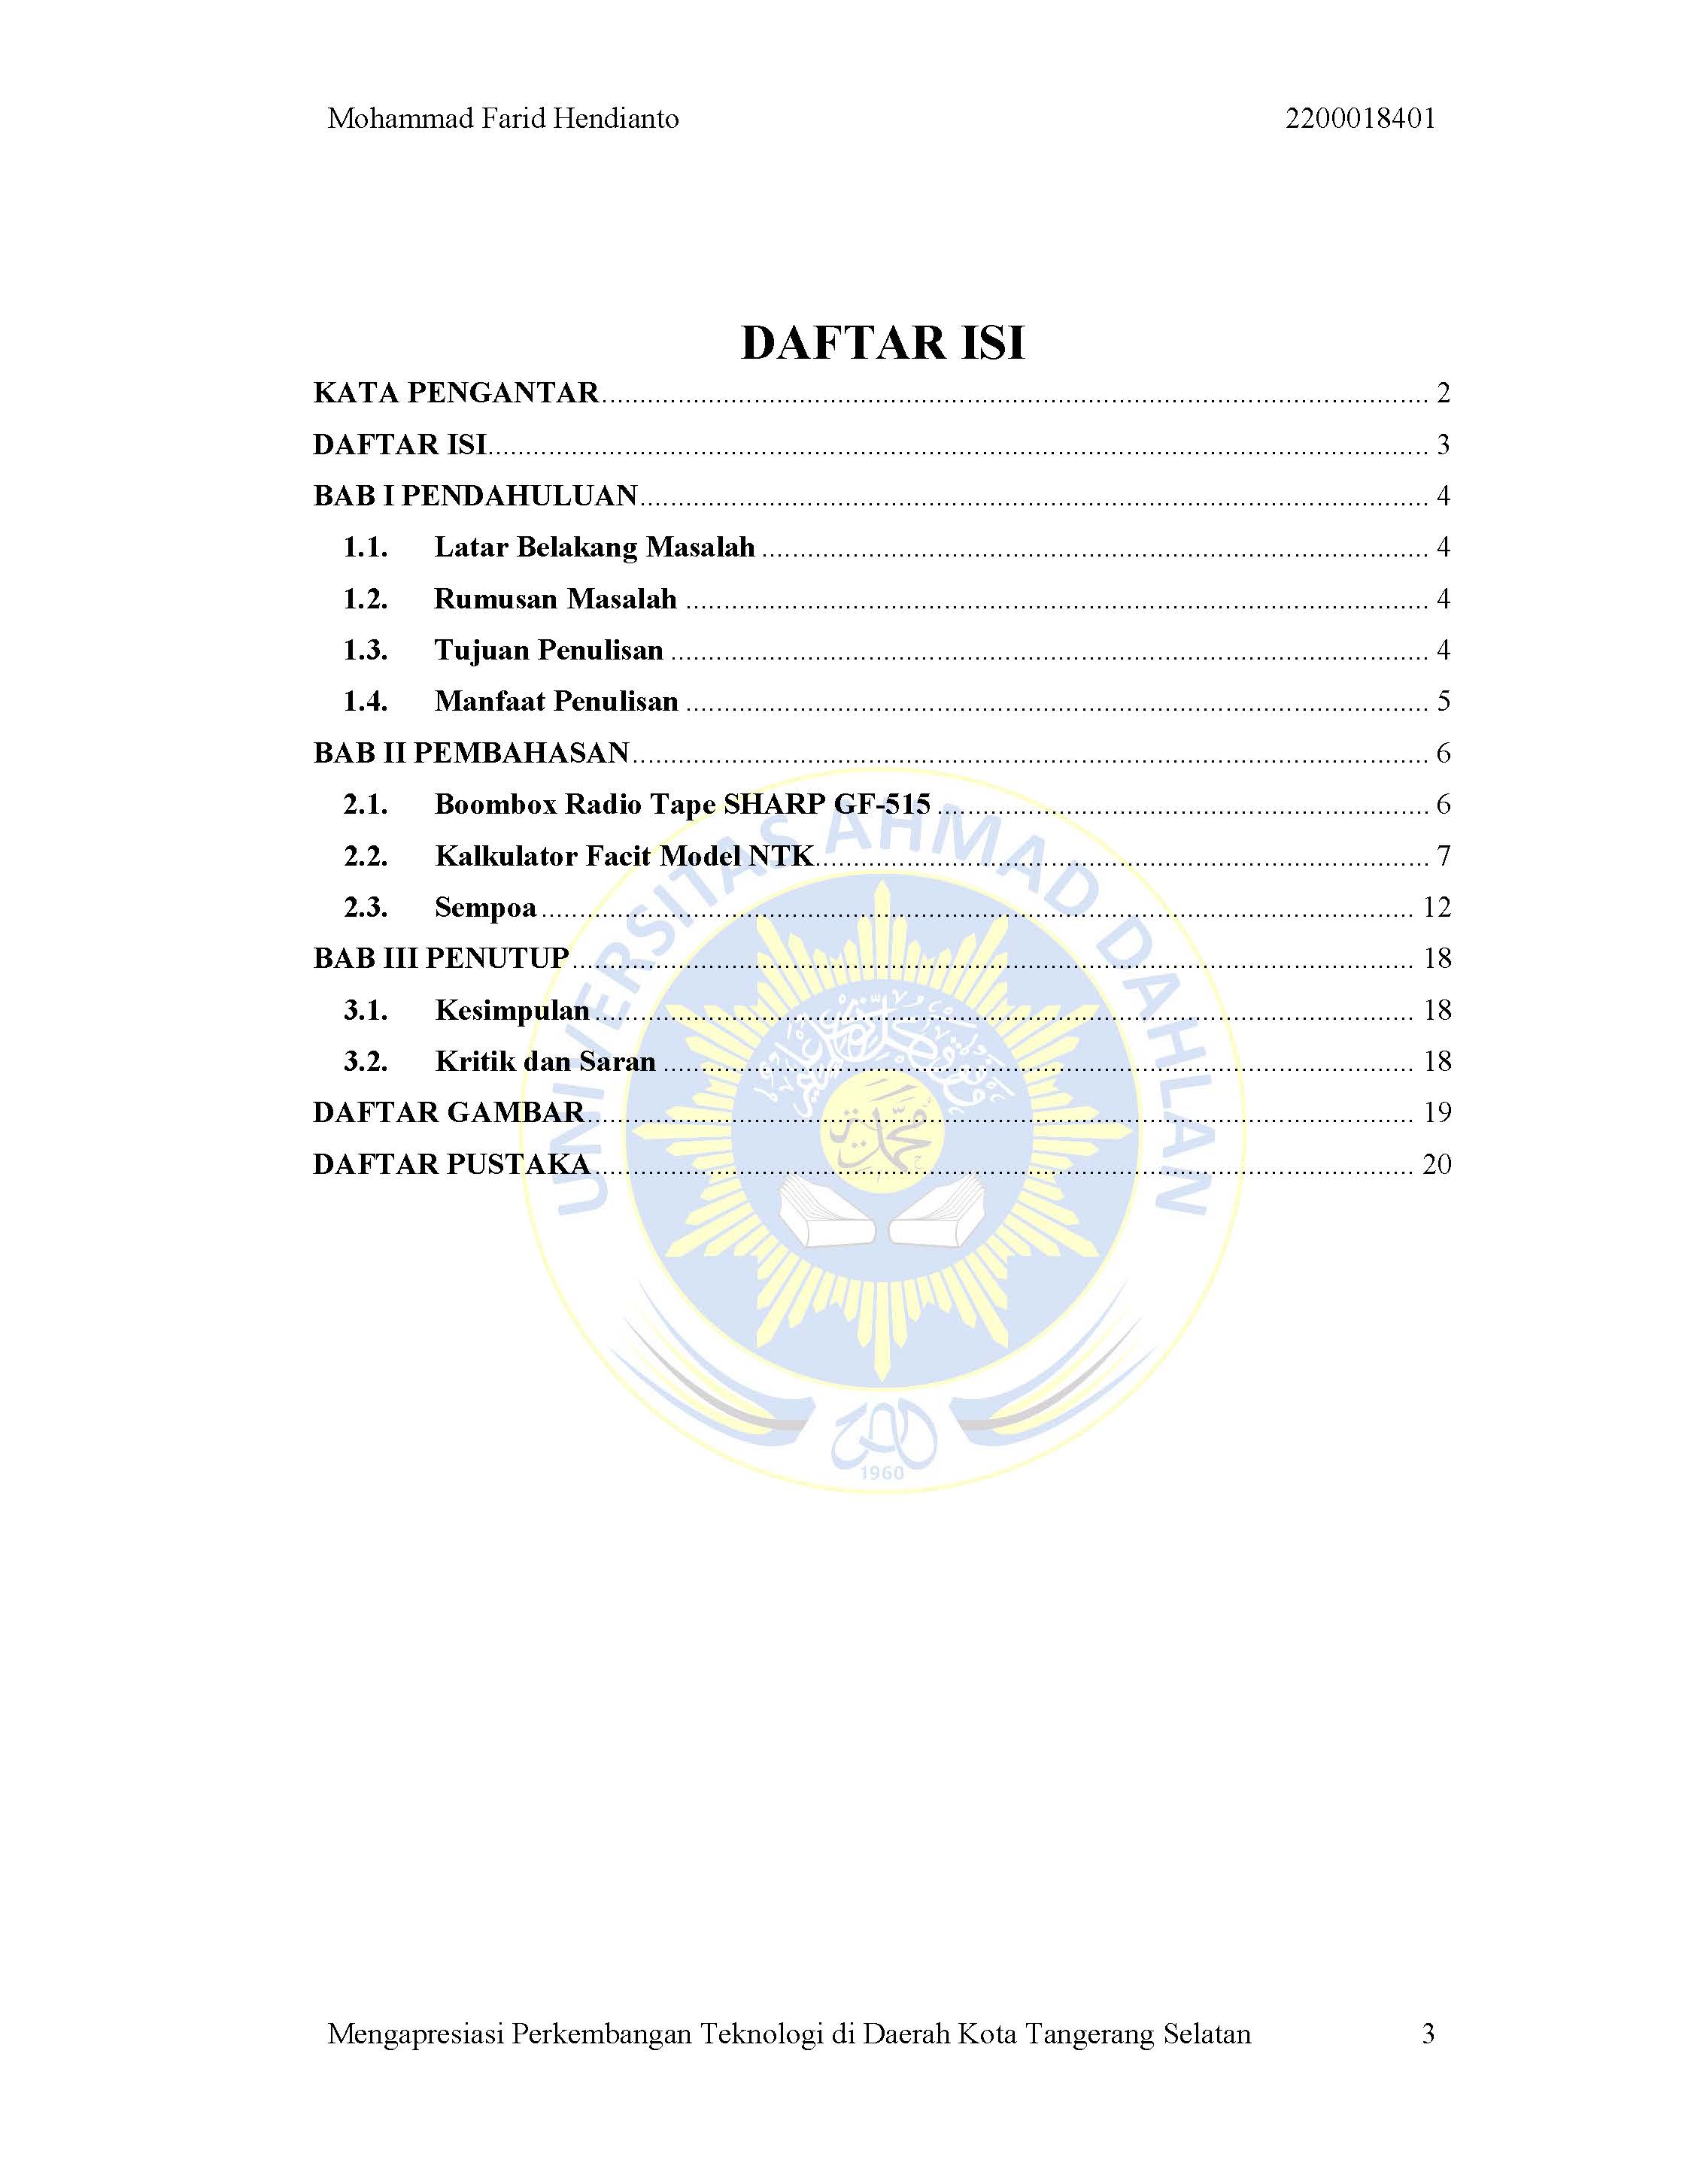 Mohammad Farid Hendianto 2200018401
DAFTAR ISI
KATA PENGANTAR 2
DAFTAR ISI 3
BAB I PENDAHULUAN 4
1.1. Latar Belakang Masalah 4
1.2. Rumusan Masalah 4
1.3. Tujuan Penulisan 4
1.4. Manfaat Penulisan 5
BAB II PEMBAHASAN 6
2.1. Boombox Radio Tape SHARP GF-515 6
2.2. Kalkulator Facit Model NTK 7
2.3. Sempoa 12
BAB III PENUTUP 18
3.1. Kesimpulan 18
3.2. Kritik dan Saran 18
DAFTAR GAMBAR 19
DAFTAR PUSTAKA 20
UNIVERSITAS AHMAD DAHLAN
1960
Mengapresiasi Perkembangan Teknologi di Daerah Kota Tangerang Selatan 3